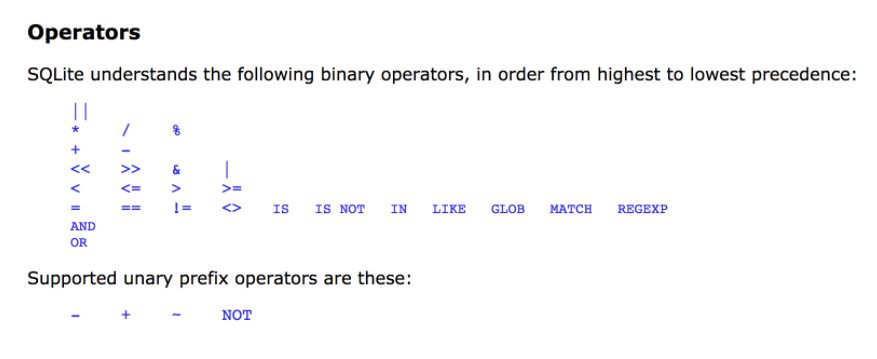 Operators
SQLite understands the following binary operators, in order from highest to lowest precedence:
||
* / %
+ -
<< >> & |
< <= > >=
= == != <> IS IS NOT IN LIKE GLOB MATCH REGEXP
AND
OR
Supported unary prefix operators are these:
- + ~ NOT